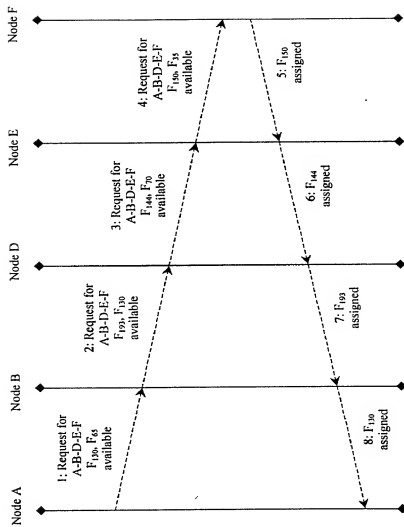 Node A
Node B
Node D
Node E
Node F
1: Request for
A-B-D-E-F
F₁₃₀, F₆₅
available
2: Request for
A-B-D-E-F
F₁₉₃, F₁₃₀
available
3: Request for
A-B-D-E-F
F₁₄₄, F₇₀
available
4: Request for
A-B-D-E-F
F₁₅₀, F₃₅
available
5: F₁₅₀
assigned
6: F₁₄₄
assigned
7: F₁₉₃
assigned
8: F₁₃₀
assigned